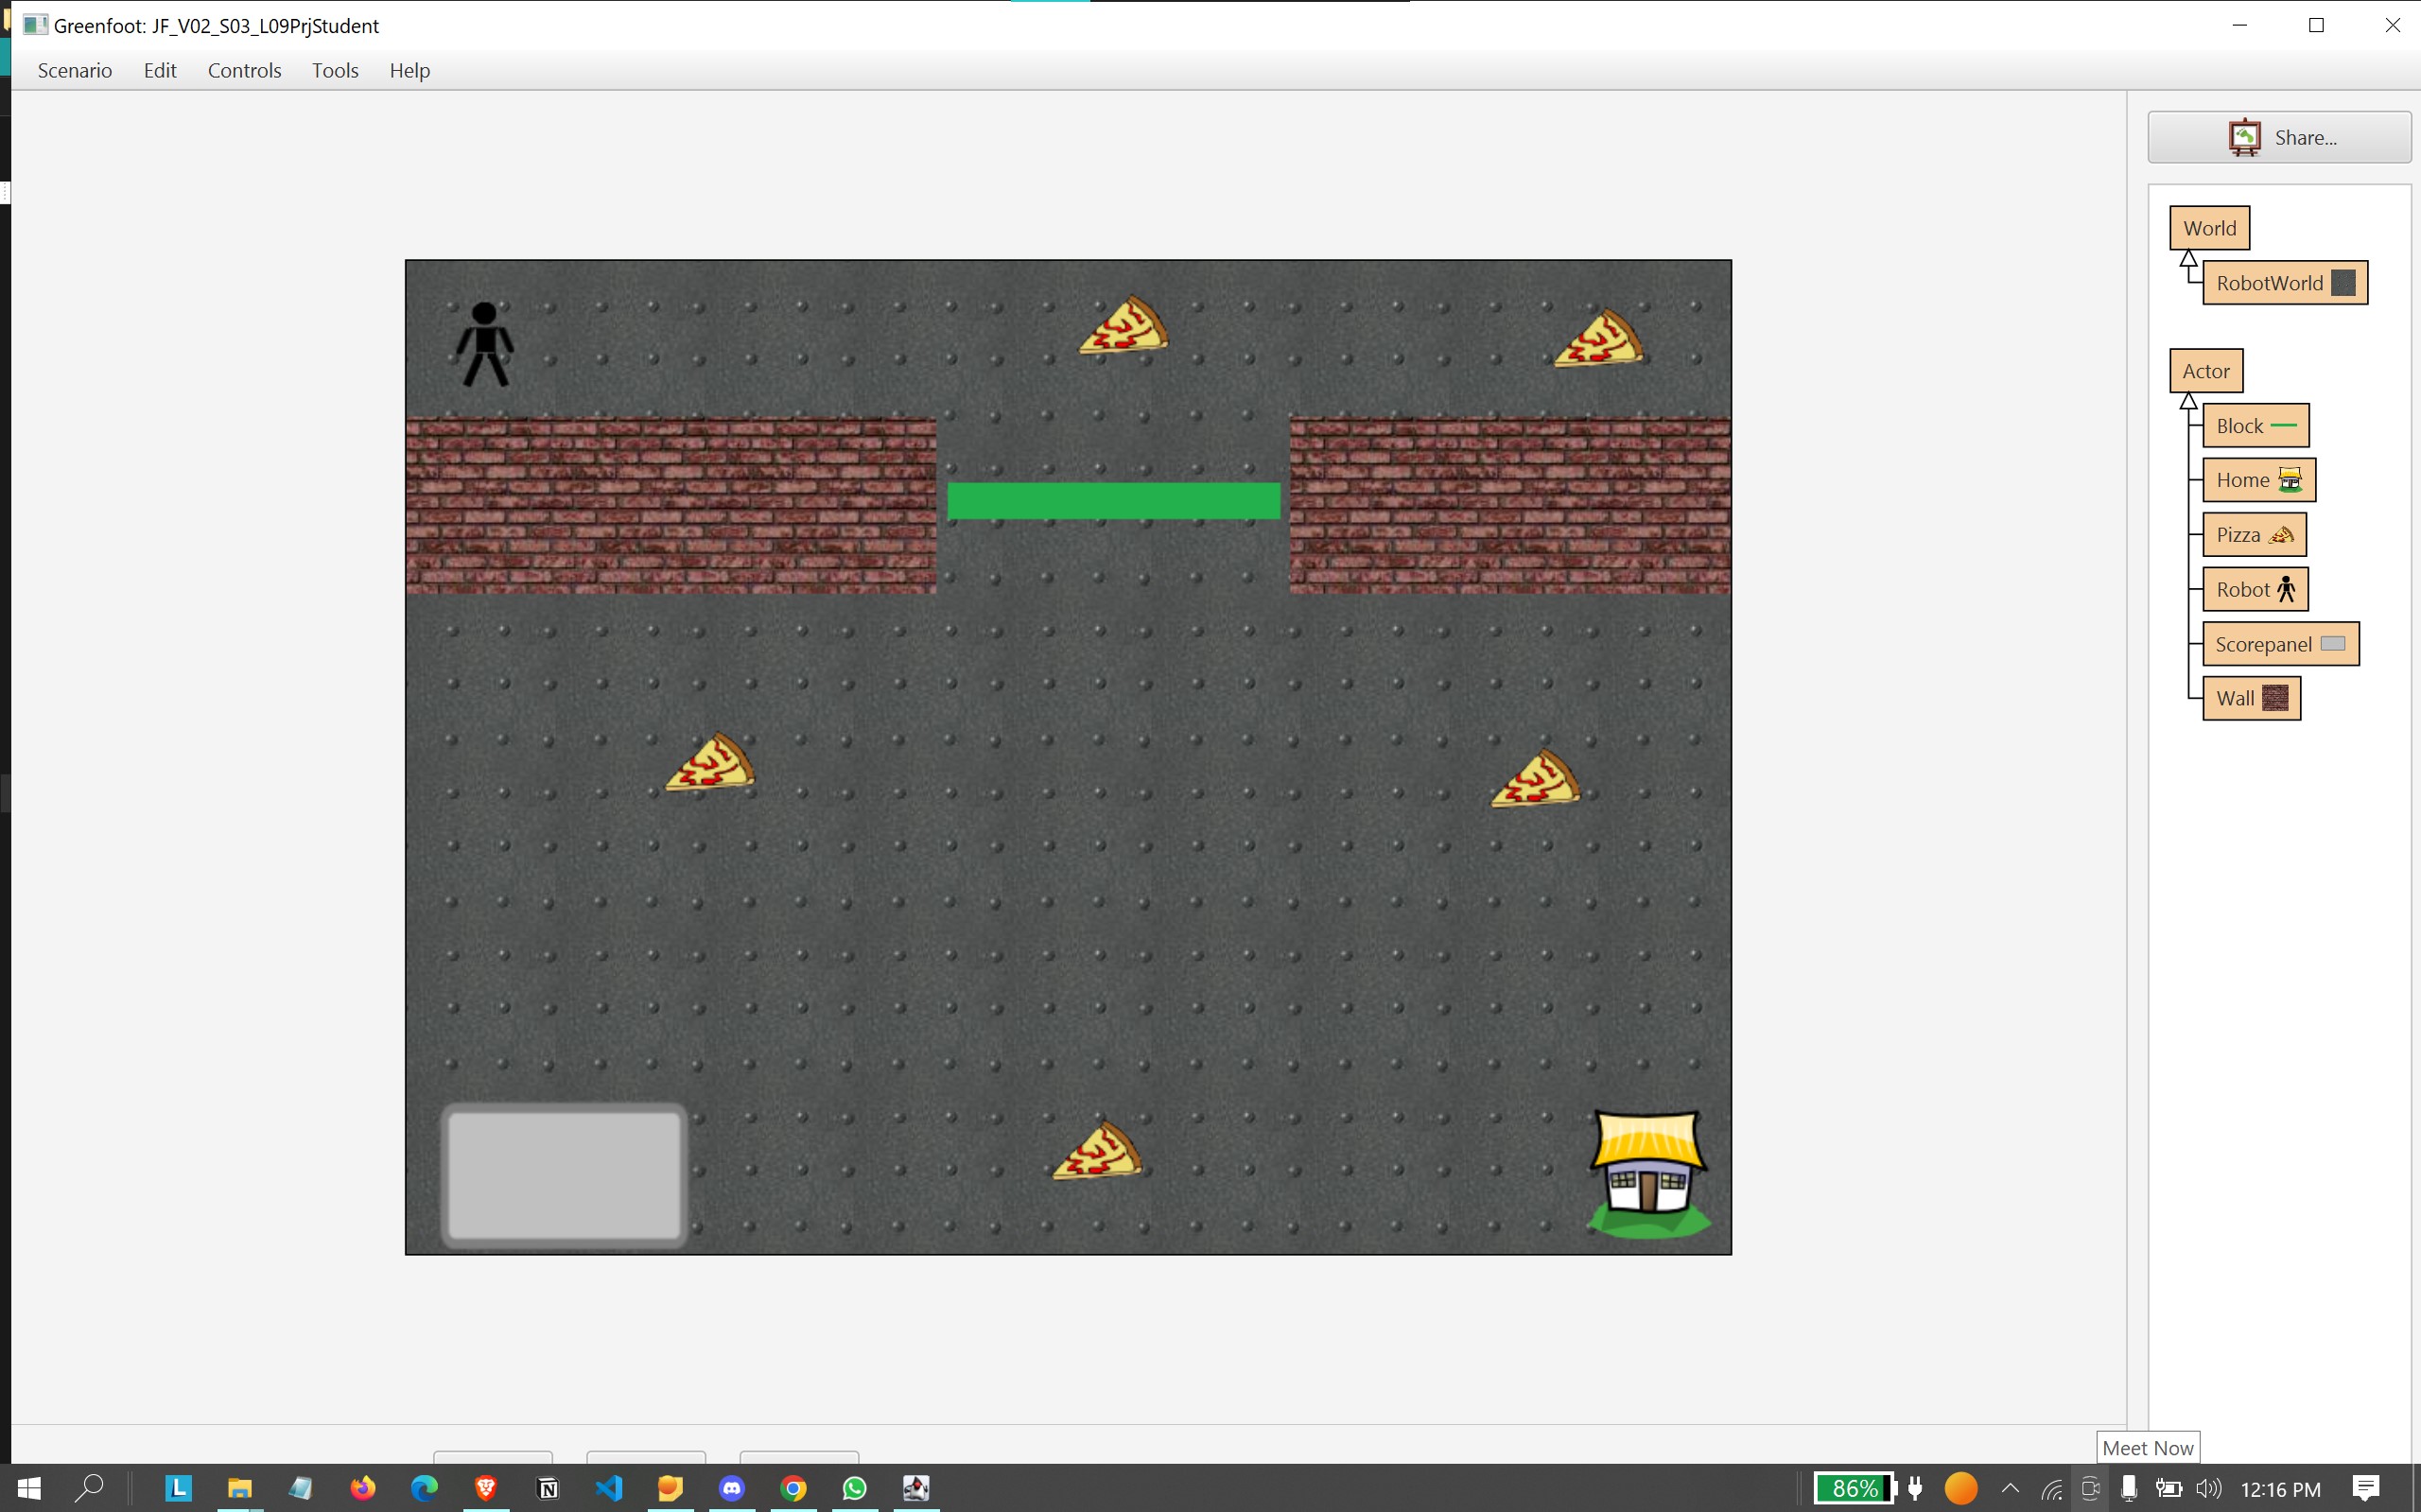 Greenfoot: JF_V02_S03_L09PrjStudent
Scenario Edit Controls Tools Help
Share...
World
RobotWorld
Actor
Block
Home
Pizza
Robot
Scorepanel
Wall
Meet Now
L
N
86%
12:16 PM